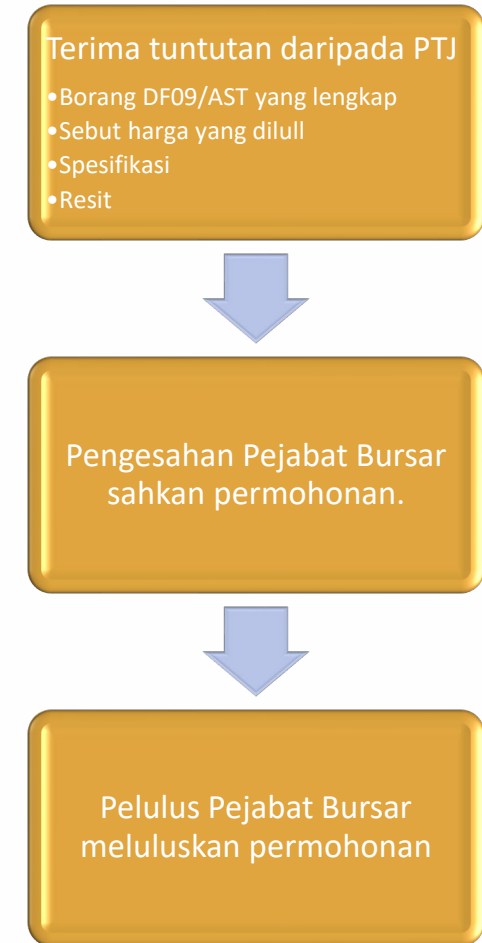 Terima tuntutan daripada PTJ
•Borang DF09/AST yang lengkap
•Sebut harga yang dilull
•Spesifikasi
•Resit
Pengesahan Pejabat Bursar
sahkan permohonan.
Pelulus Pejabat Bursar
meluluskan permohonan